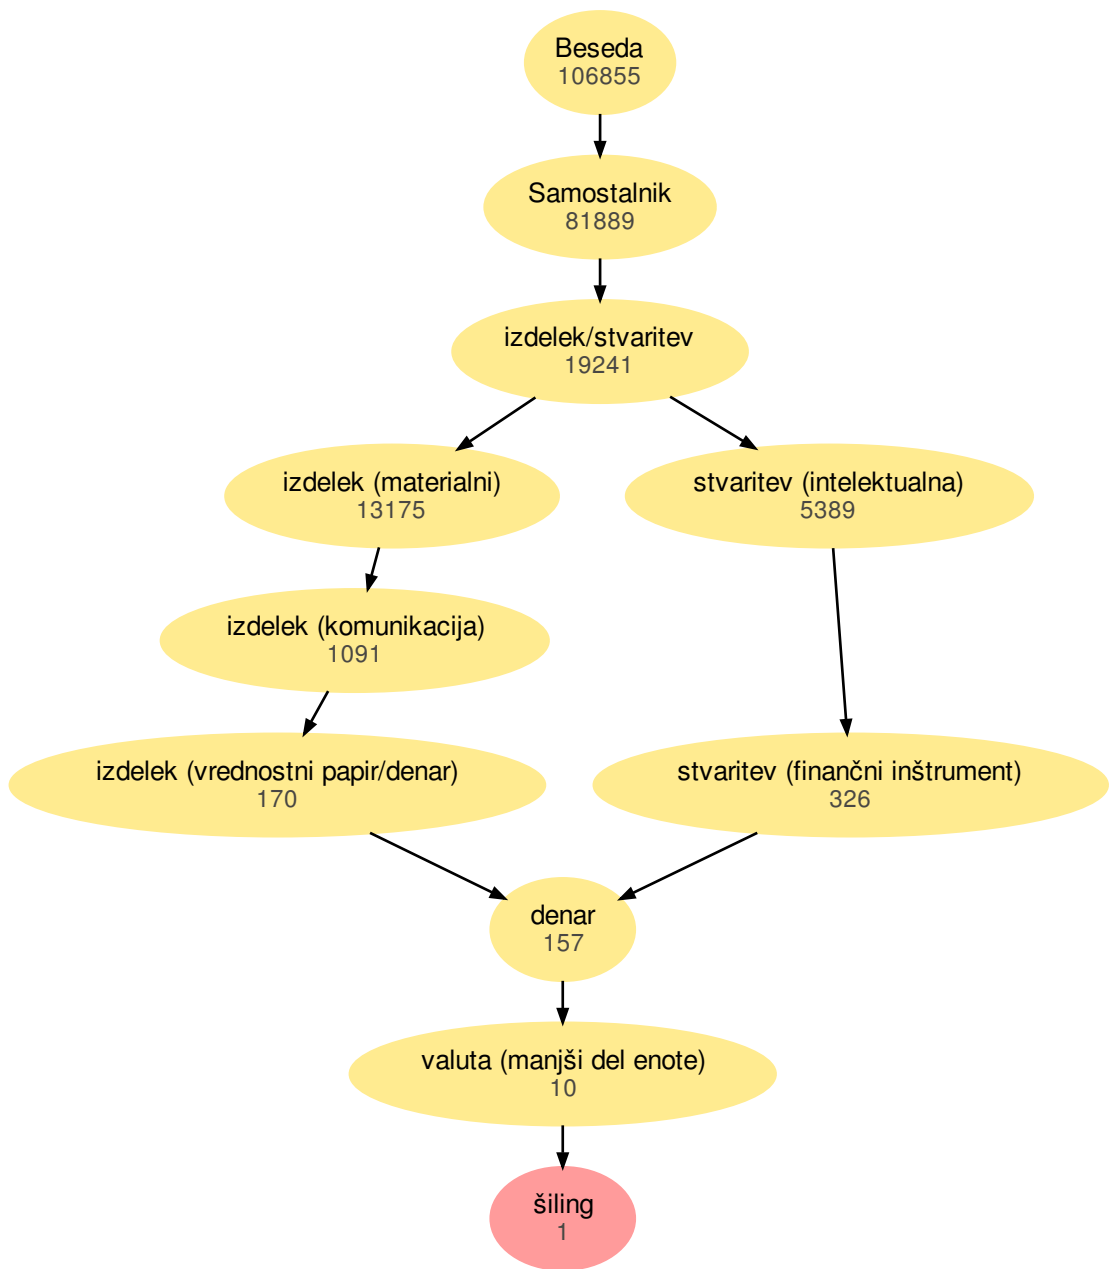 Beseda
106855
Samostalnik
81889
izdelek/stvaritev
19241
izdelek (materialni)
13175
stvaritev (intelektualna)
5389
izdelek (komunikacija)
1091
izdelek (vrednostni papir/denar)
170
stvaritev (finančni inštrument)
326
denar
157
valuta (manjši del enote)
10
šiling
1